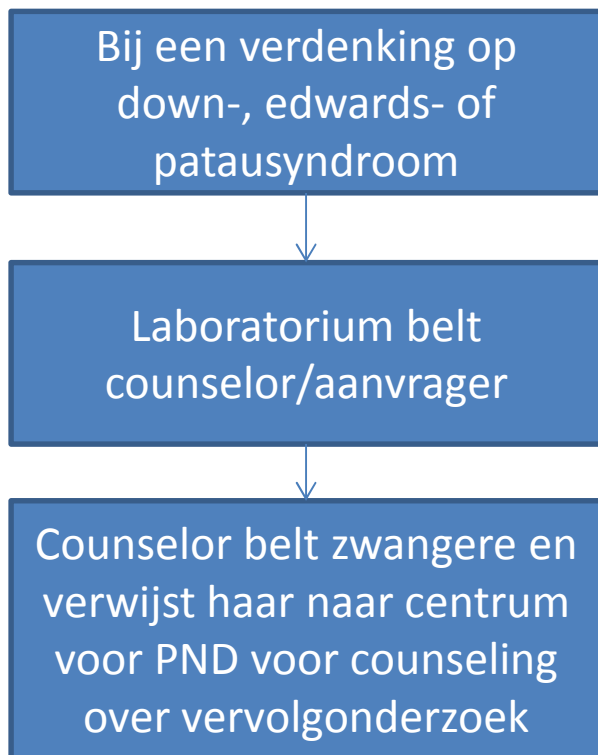 Bij een verdenking op
down-, edwards- of
patausyndroom
Laboratorium belt
counselor/aanvrager
Counselor belt zwangere en
verwijst haar naar centrum
voor PND voor counseling
over vervolgonderzoek